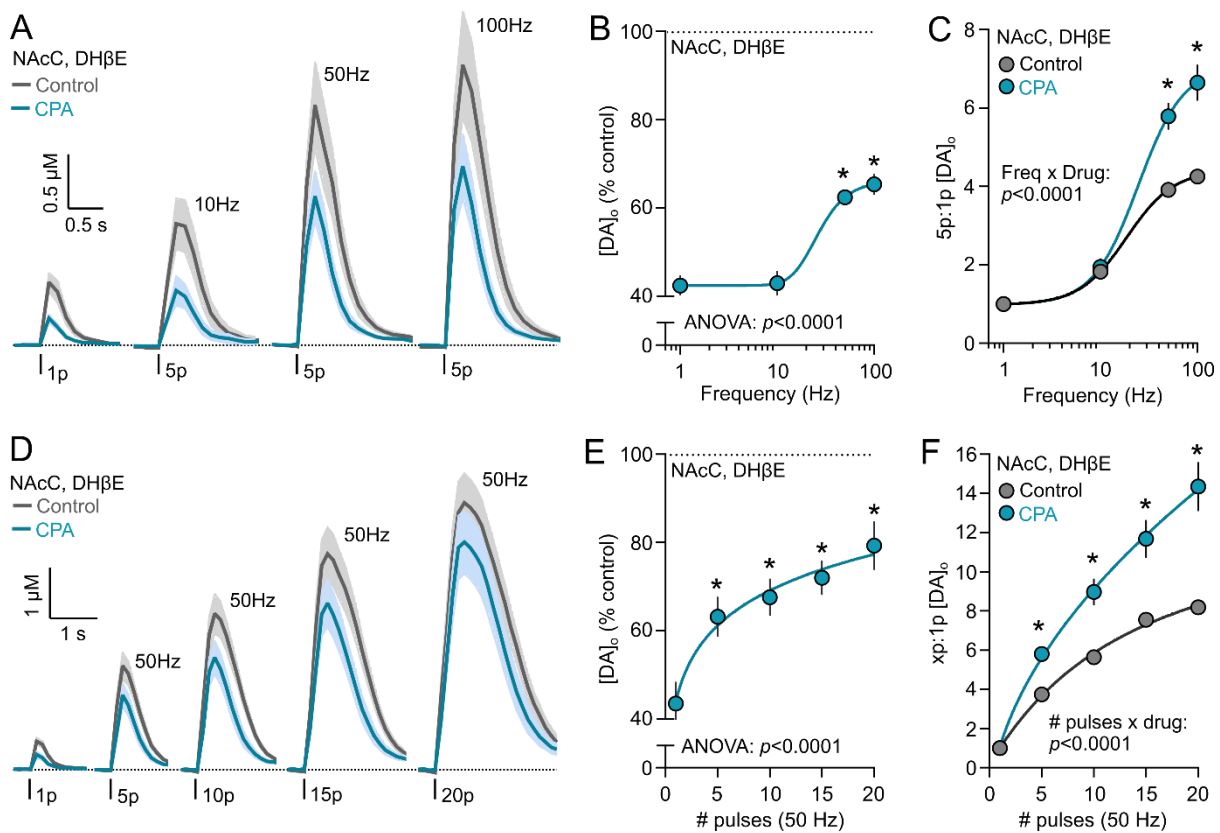 A
NAcC, DHβE
Control
CPA
0.5 µM
0.5 s
10Hz
50Hz
100Hz
1p
5p
5p
5p
B
NAcC, DHβE
[DA]o (% control)
100
80
60
40
0
ANOVA: p<0.0001
* *
1
10
100
Frequency (Hz)
C
NAcC, DHβE
Control
CPA
5p:1p [DA]o
8
6
4
2
0
Freq x Drug:
p<0.0001
* *
1
10
100
Frequency (Hz)
D
NAcC, DHβE
Control
CPA
1 µM
1 s
50Hz
50Hz
50Hz
50Hz
1p
5p
10p
15p
20p
E
NAcC, DHβE
[DA]o (% control)
100
80
60
40
0
ANOVA: p<0.0001
* * * *
0
5
10
15
20
# pulses (50 Hz)
F
NAcC, DHβE
Control
CPA
xp:1p [DA]o
16
14
12
10
8
6
4
2
0
# pulses x drug:
p<0.0001
* * * *
0
5
10
15
20
# pulses (50 Hz)